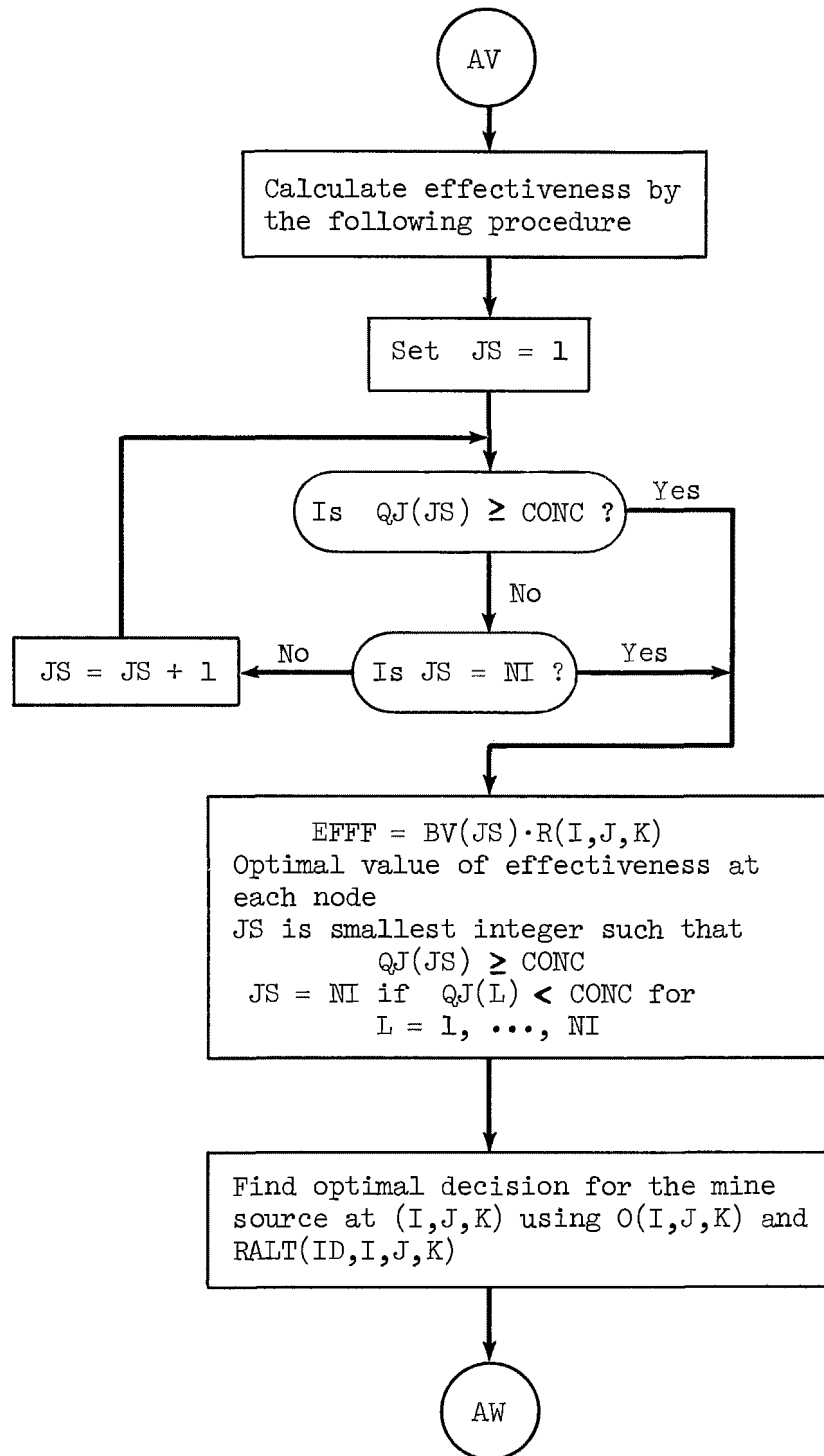 AV
Calculate effectiveness by
the following procedure
Set JS = 1
Is QJ(JS) ≥ CONC ?
Yes
No
JS = JS + 1
No
Is JS = NI ?
Yes
EFFF = BV(JS)·R(I,J,K)
Optimal value of effectiveness at
each node
JS is smallest integer such that
QJ(JS) ≥ CONC
JS = NI if QJ(L) < CONC for
L = 1, •••, NI
Find optimal decision for the mine
source at (I,J,K) using O(I,J,K) and
RALT(ID,I,J,K)
AW